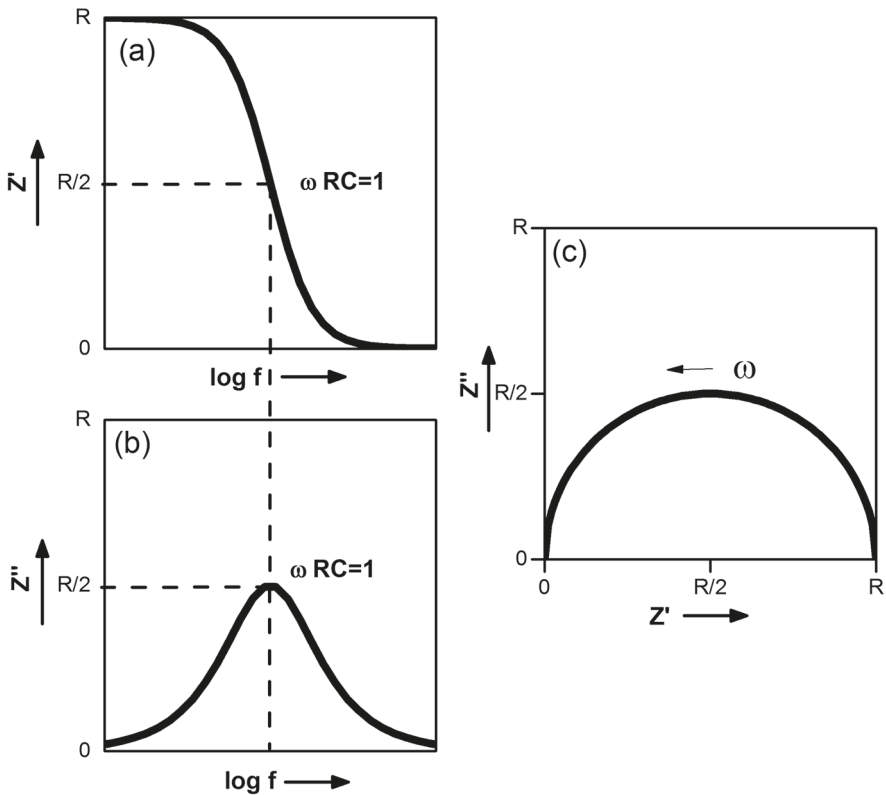 R
(a)
Z'
R/2
ω RC=1
0
log f
R
(b)
Z"
R/2
ω RC=1
0
log f
R
(c)
Z"
R/2
ω
0
0
R/2
R
Z'